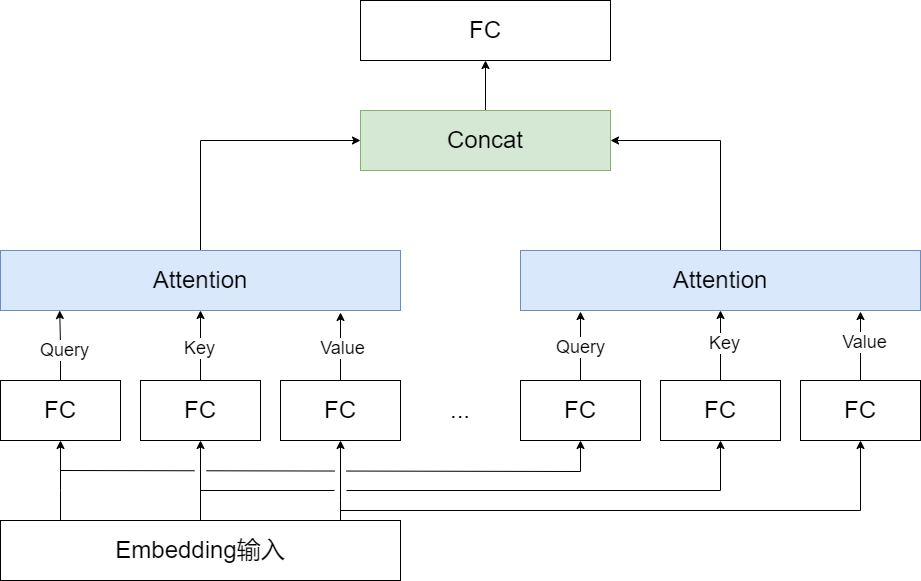 FC
Concat
Attention
Attention
Query
Key
Value
Query
Key
Value
FC
FC
FC
...
FC
FC
FC
Embedding输入